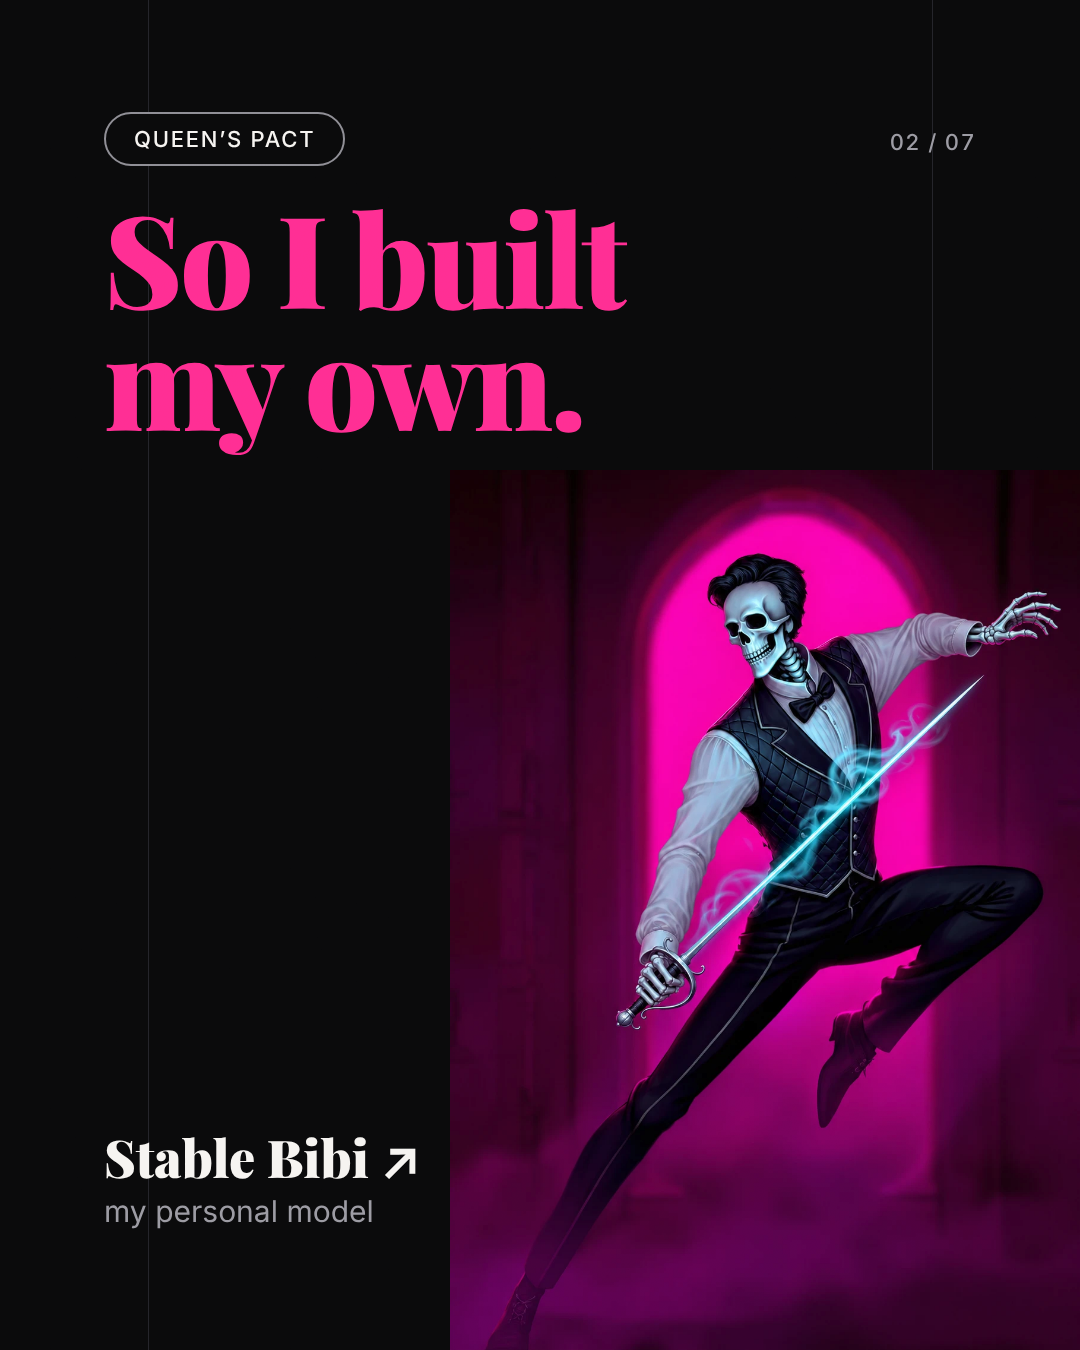 QUEEN’S PACT
02 / 07
So I built
my own.
Stable Bibi ↗
my personal model